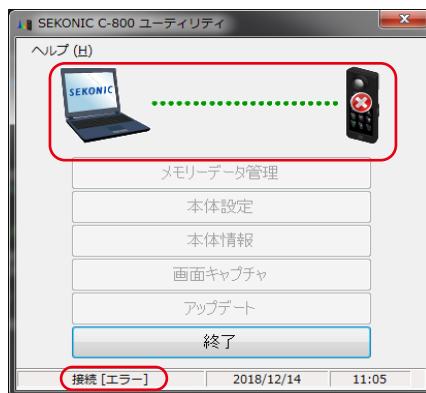 SEKONIC C-800 ユーティリティ
ヘルプ (H)
SEKONIC
メモリーデータ管理
本体設定
本体情報
画面キャプチャ
アップデート
終了
接続 [エラー] 2018/12/14 11:05